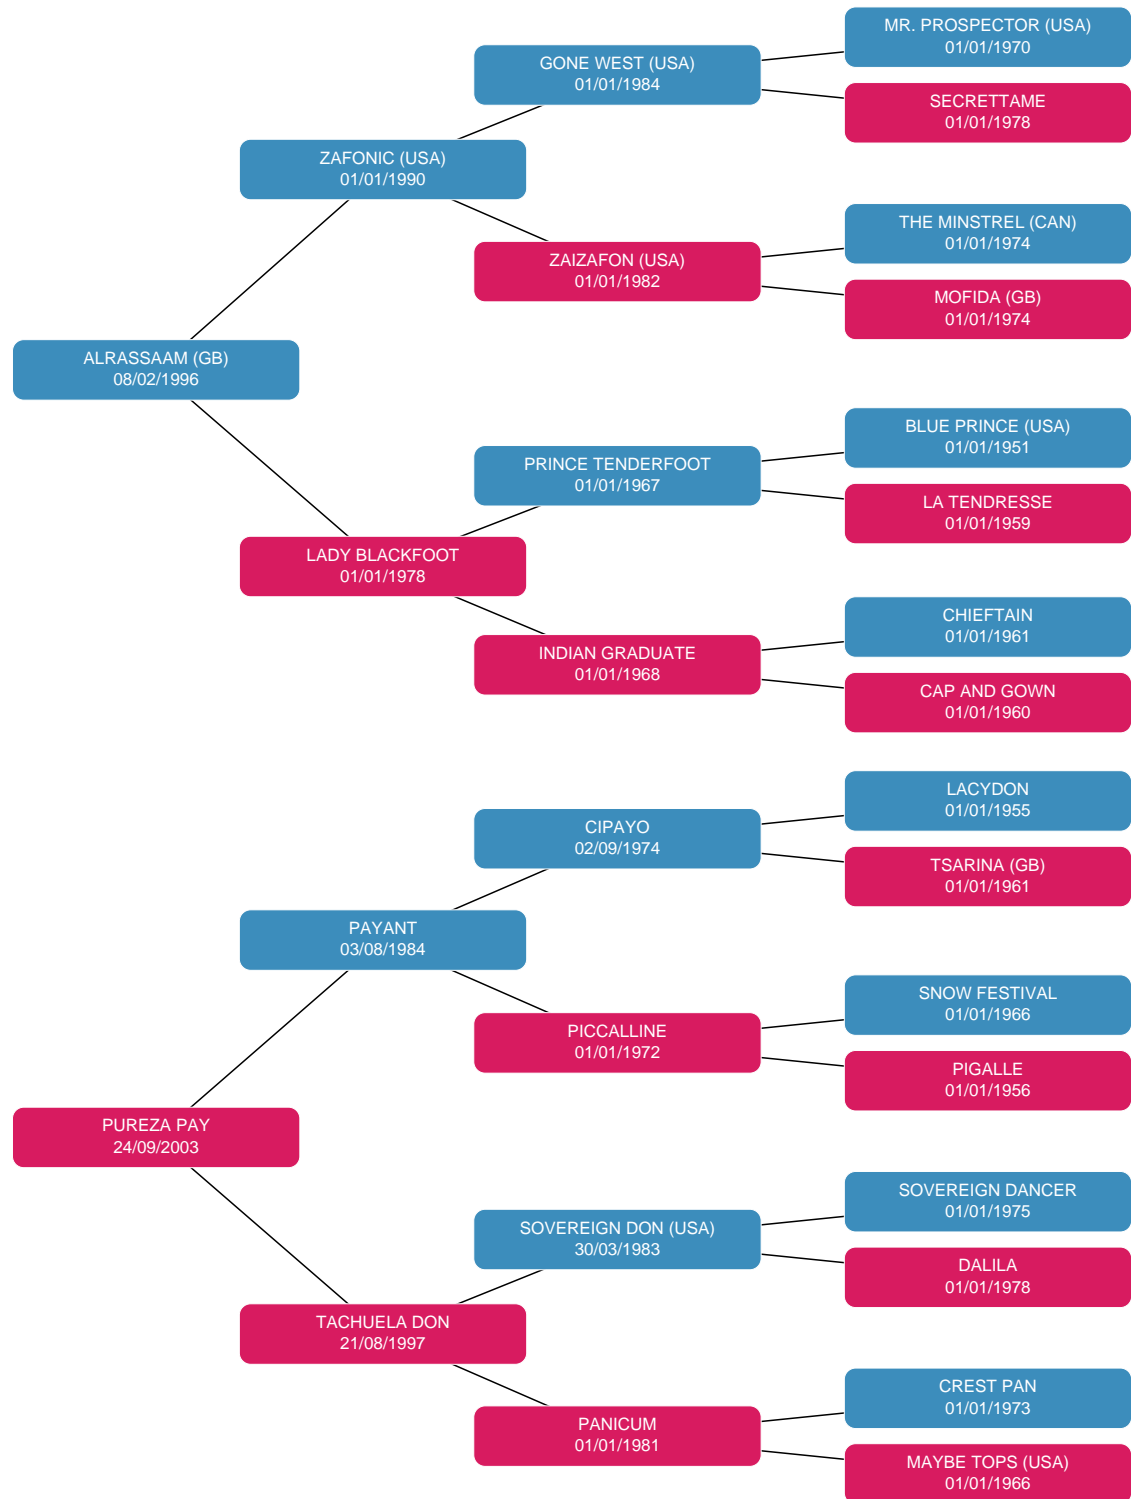 MR. PROSPECTOR (USA)
01/01/1970
GONE WEST (USA)
01/01/1984
SECRETTAME
01/01/1978
ZAFONIC (USA)
01/01/1990
THE MINSTREL (CAN)
01/01/1974
ZAIZAFON (USA)
01/01/1982
MOFIDA (GB)
01/01/1974
ALRASSAAM (GB)
08/02/1996
BLUE PRINCE (USA)
01/01/1951
PRINCE TENDERFOOT
01/01/1967
LA TENDRESSE
01/01/1959
LADY BLACKFOOT
01/01/1978
CHIEFTAIN
01/01/1961
INDIAN GRADUATE
01/01/1968
CAP AND GOWN
01/01/1960
LACYDON
01/01/1955
CIPAYO
02/09/1974
TSARINA (GB)
01/01/1961
PAYANT
03/08/1984
SNOW FESTIVAL
01/01/1966
PICCALLINE
01/01/1972
PIGALLE
01/01/1956
PUREZA PAY
24/09/2003
SOVEREIGN DANCER
01/01/1975
SOVEREIGN DON (USA)
30/03/1983
DALILA
01/01/1978
TACHUELA DON
21/08/1997
CREST PAN
01/01/1973
PANICUM
01/01/1981
MAYBE TOPS (USA)
01/01/1966